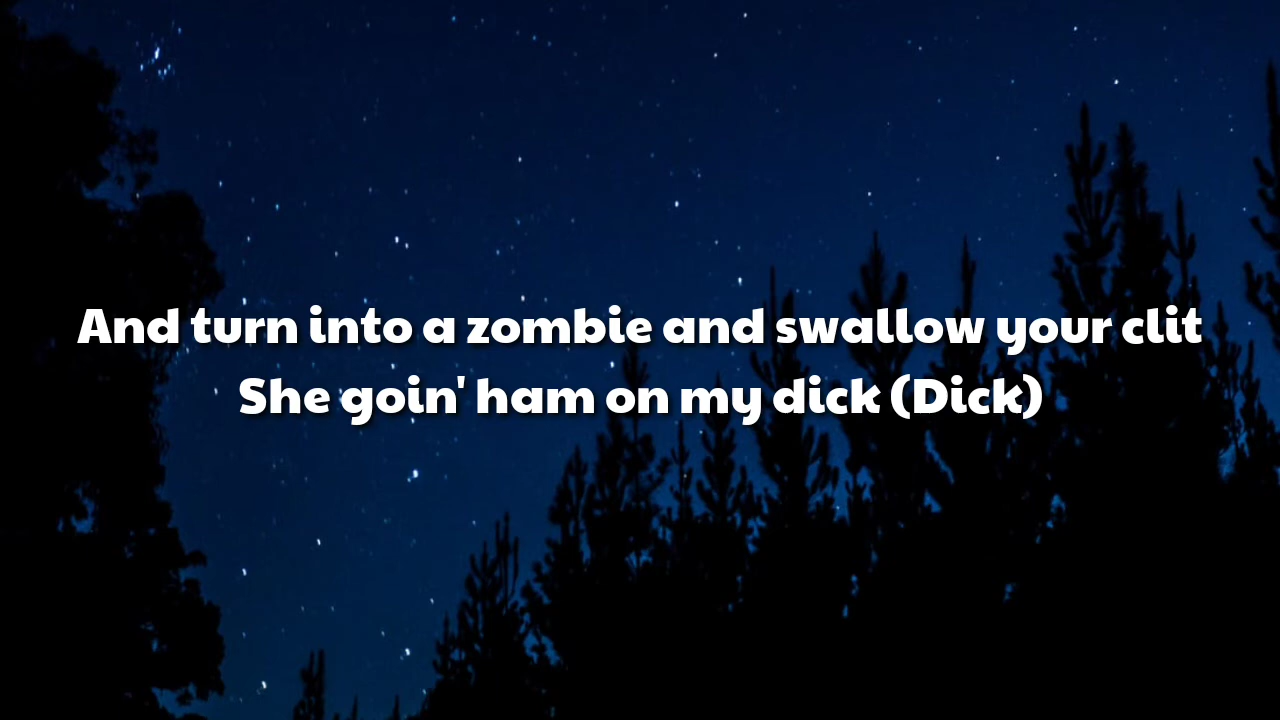 And turn into a zombie and swallow your clit
She goin' ham on my dick (Dick)